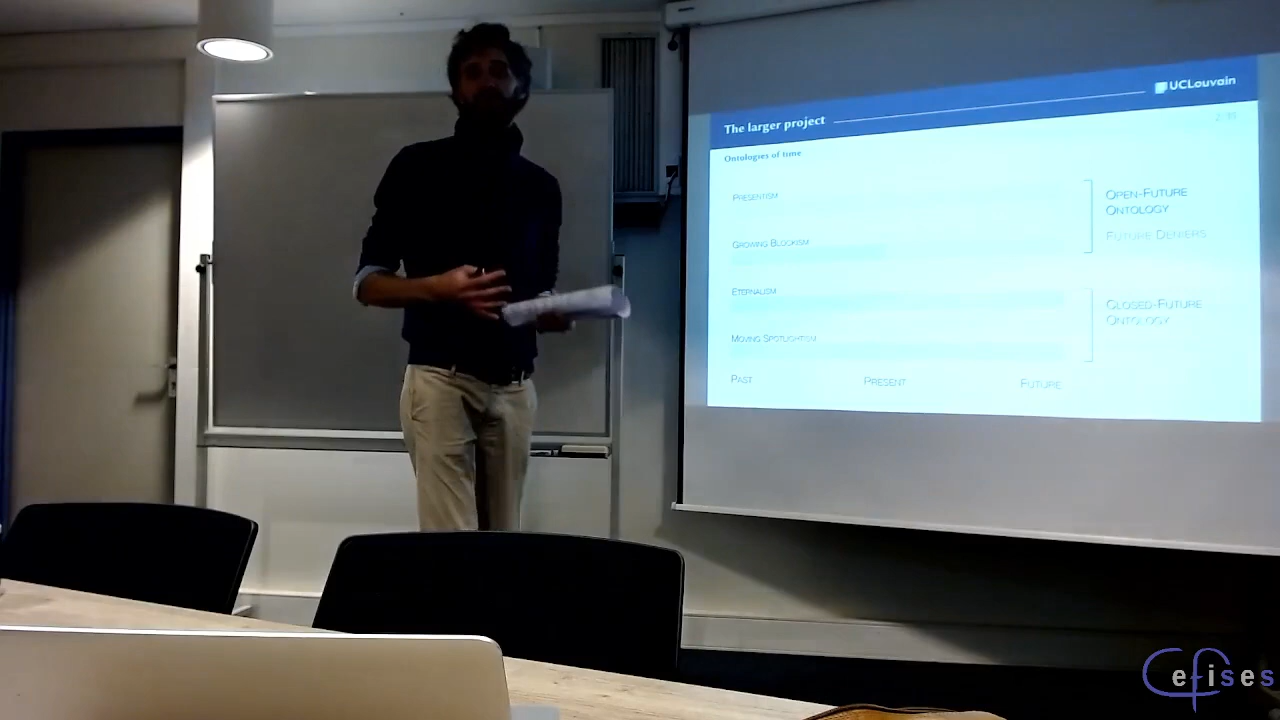 The larger project
UCLouvain
Ontologies of time
Presentism
Growing Blockism
Eternalism
Moving Spotlightism
Past
Present
Future
Open-Future
Ontology
Future Deniers
Closed-Future
Ontology
Cefises